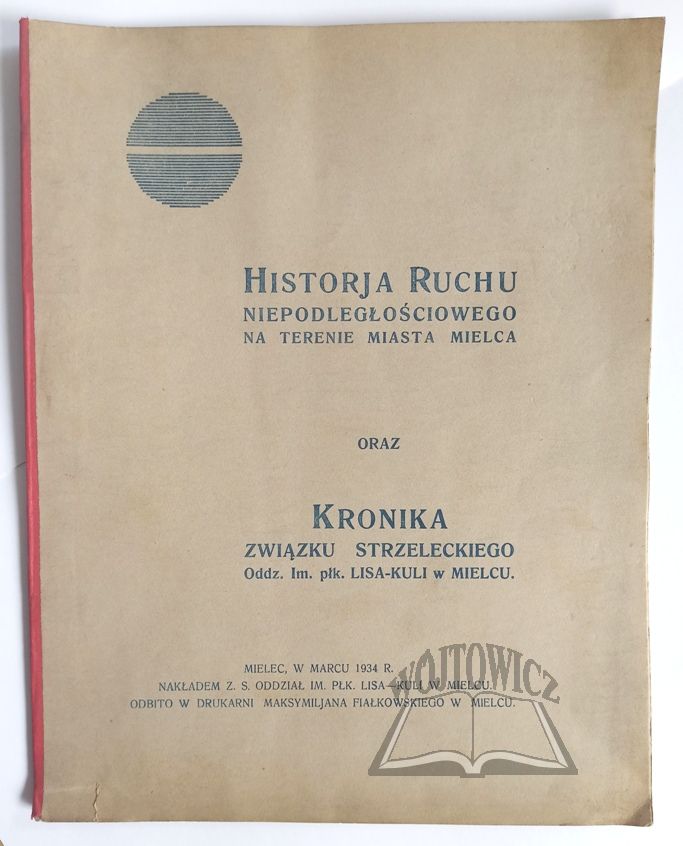 HISTORJA RUCHU
NIEPODLEGŁOŚCIOWEGO
NA TERENIE MIASTA MIELCA
ORAZ
KRONIKA
ZWIĄZKU STRZELECKIEGO
Oddz. Im. płk. LISA-KULI w MIELCU.
MIELEC, W MARCU 1934 R.
NAKŁADEM Z. S. ODDZIAŁ IM. PŁK. LISA—KULI W MIELCU.
ODBITO W DRUKARNI MAKSYMILJANA FIAŁKOWSKIEGO W MIELCU.
WÓJTOWICZ